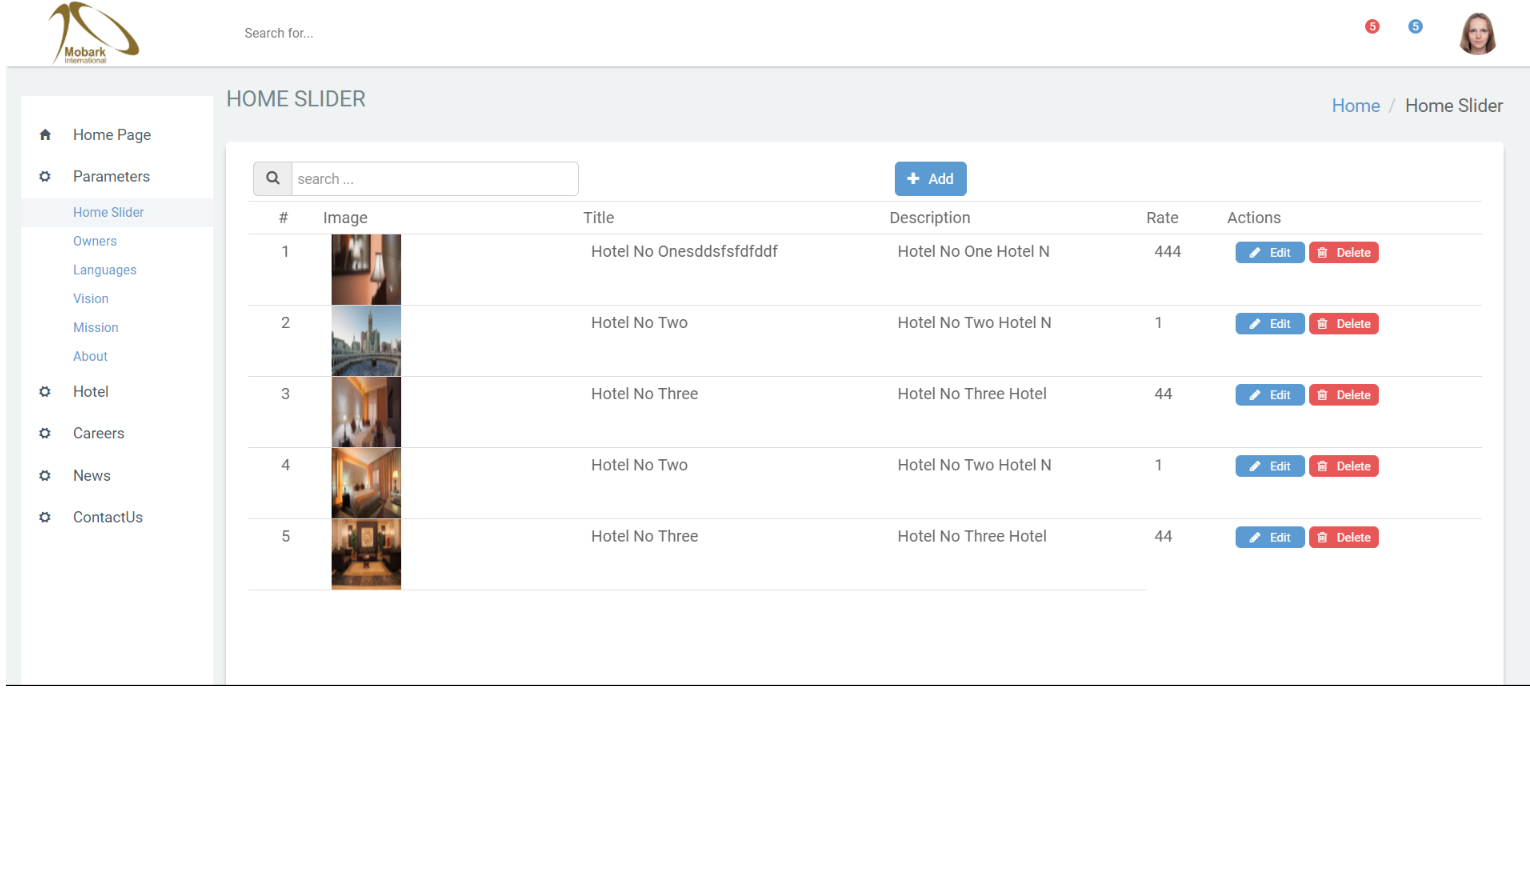 Mobark
International
Search for...
5
5
HOME SLIDER
Home / Home Slider
Home Page
Parameters
Home Slider
Owners
Languages
Vision
Mission
About
Hotel
Careers
News
ContactUs
search ...
Add
# Image Title Description Rate Actions
1 Hotel No Onesddsfsfdfddf Hotel No One Hotel N 444 Edit Delete
2 Hotel No Two Hotel No Two Hotel N 1 Edit Delete
3 Hotel No Three Hotel No Three Hotel 44 Edit Delete
4 Hotel No Two Hotel No Two Hotel N 1 Edit Delete
5 Hotel No Three Hotel No Three Hotel 44 Edit Delete